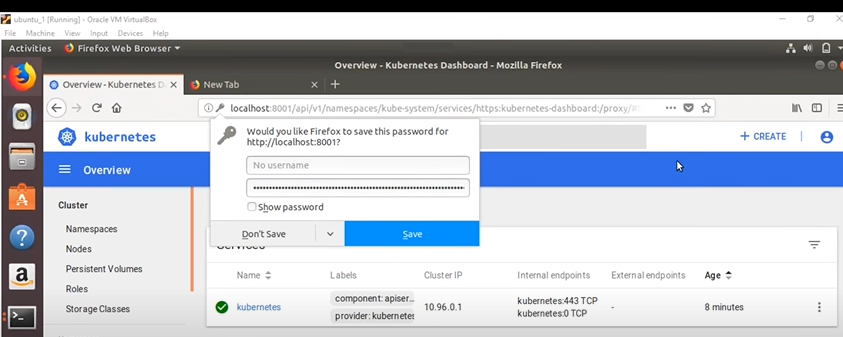 ubuntu_1 [Running] - Oracle VM VirtualBox
File Machine View Input Devices Help
Activities Firefox Web Browser
Overview - Kubernetes Dashboard - Mozilla Firefox
Overview - Kubernetes D
New Tab
localhost:8001/api/v1/namespaces/kube-system/services/https:kubernetes-dashboard:/proxy/#
kubernetes
+ CREATE
Overview
Would you like Firefox to save this password for
http://localhost:8001?
No username
Show password
Don't Save
Save
Cluster
Namespaces
Nodes
Persistent Volumes
Roles
Storage Classes
Services
Name Labels Cluster IP Internal endpoints External endpoints Age
kubernetes
component: apiser...
provider: kubernetes
10.96.0.1
kubernetes:443 TCP
kubernetes:0 TCP
-
8 minutes